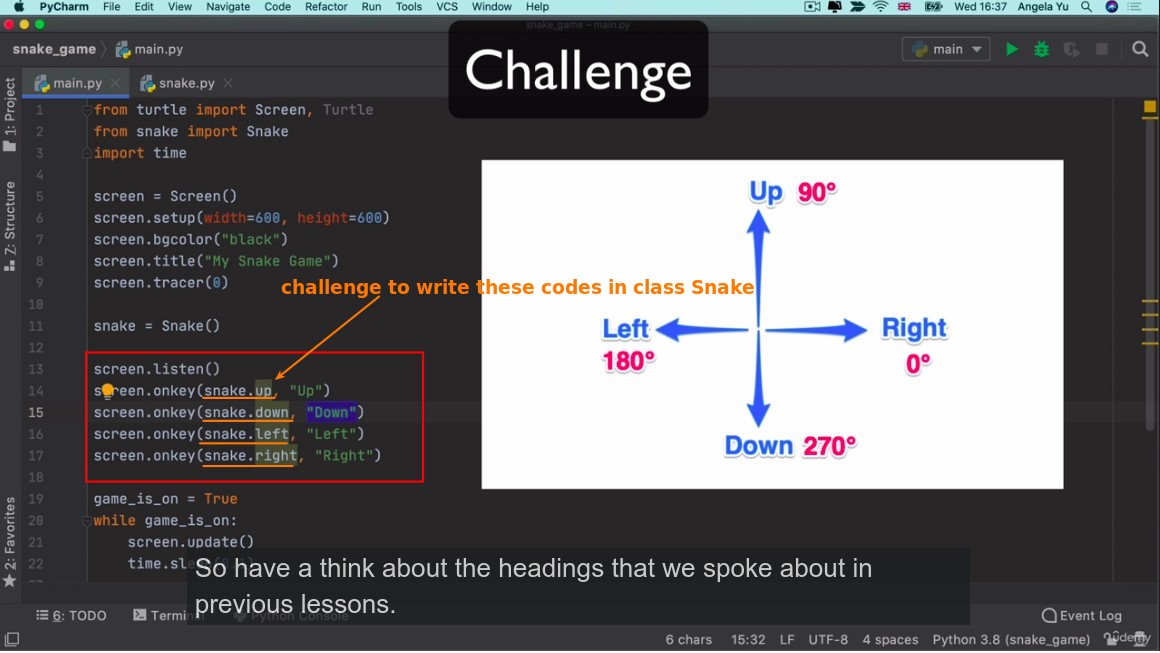 PyCharm File Edit View Navigate Code Refactor Run Tools VCS Window Help Wed 16:37 Angela Yu
snake_game – main.py
snake_game main.py main
main.py snake.py
Challenge
1: Project
Z: Structure
2: Favorites
1 from turtle import Screen, Turtle
2 from snake import Snake
3 import time
4
5 screen = Screen()
6 screen.setup(width=600, height=600)
7 screen.bgcolor("black")
8 screen.title("My Snake Game")
9 screen.tracer(0)
10
11 snake = Snake()
12
13 screen.listen()
14 screen.onkey(snake.up, "Up")
15 screen.onkey(snake.down, "Down")
16 screen.onkey(snake.left, "Left")
17 screen.onkey(snake.right, "Right")
18
19 game_is_on = True
20 while game_is_on:
21 screen.update()
22
challenge to write these codes in class Snake
Up 90°
Left
180°
Right
0°
Down 270°
So have a think about the headings that we spoke about in
previous lessons.
6: TODO Python Console Event Log
6 chars 15:32 LF UTF-8 4 spaces Python 3.8 (snake_game)
Udemy